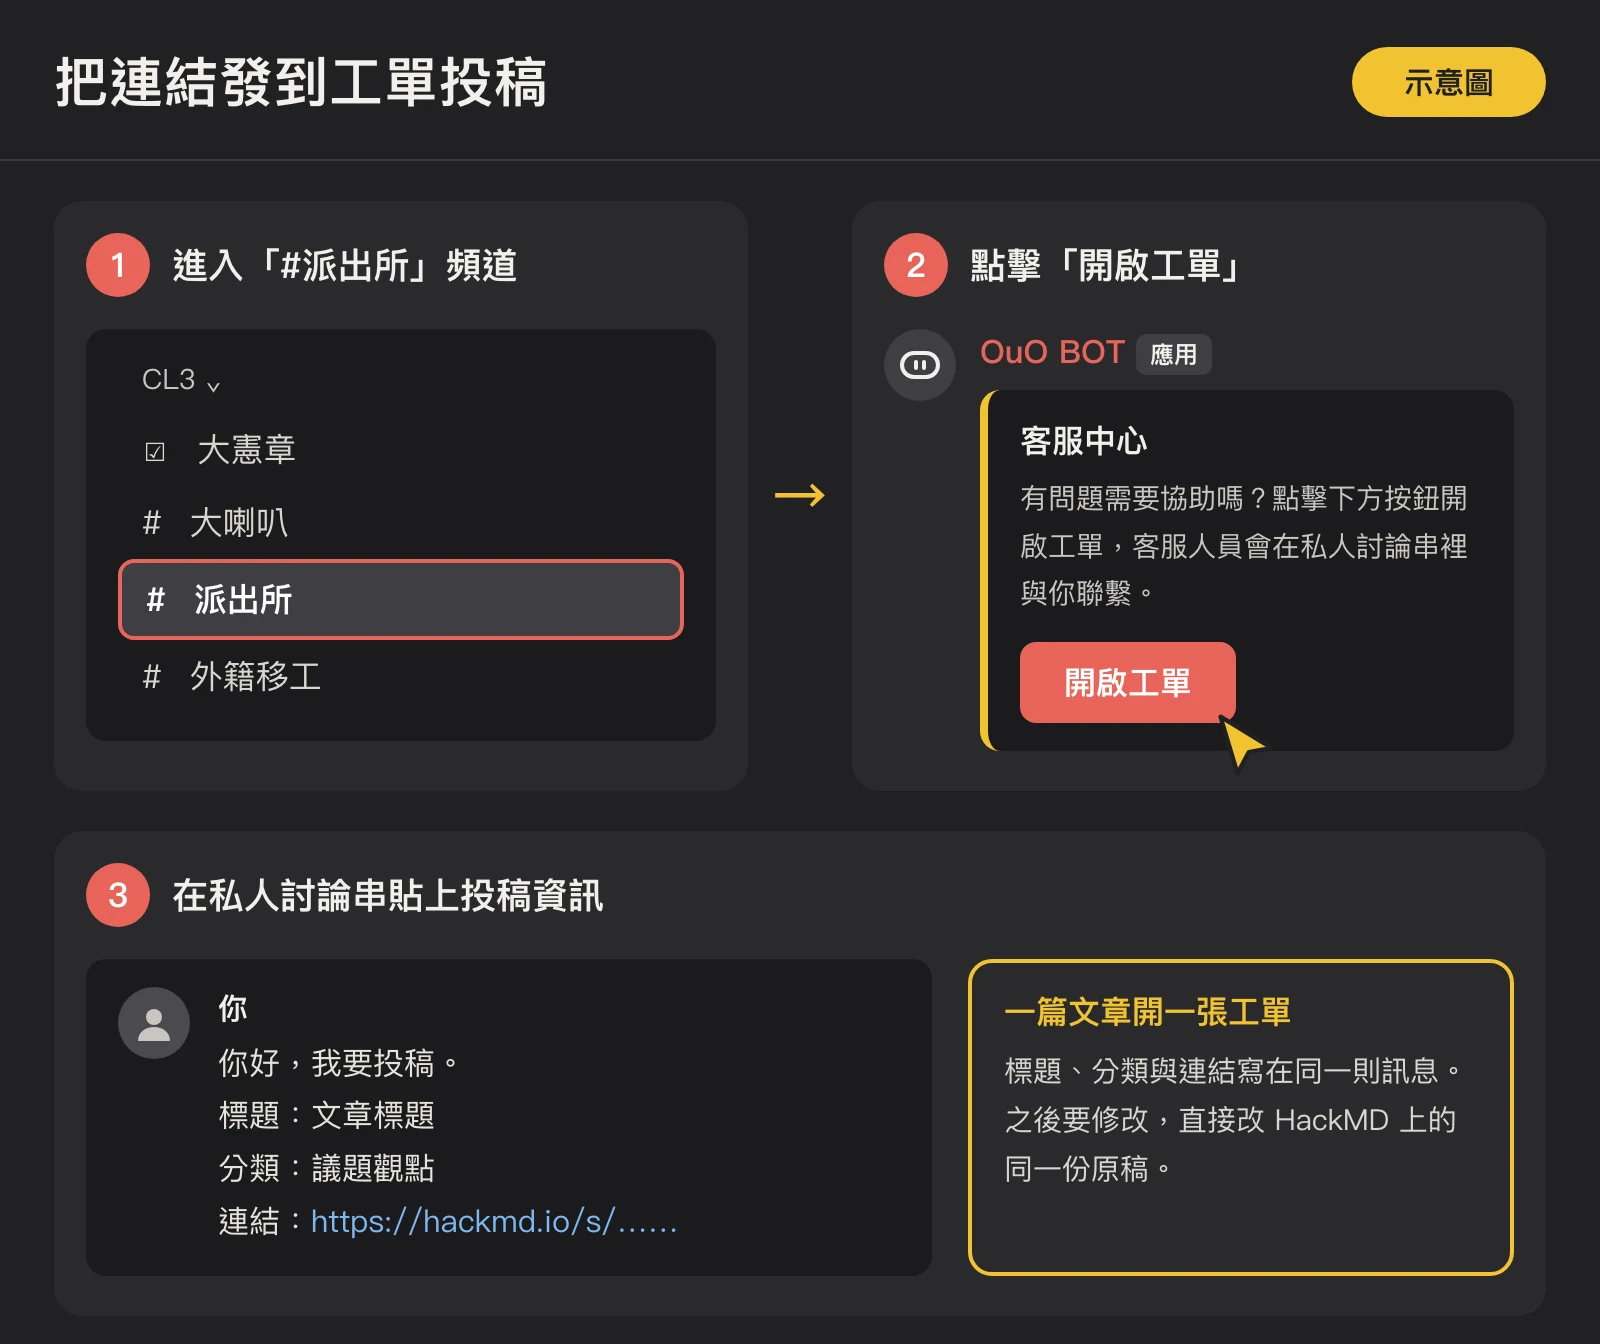 把連結發到工單投稿
示意圖
1
進入「#派出所」頻道
CL3
大憲章
# 大喇叭
# 派出所
# 外籍移工
2
點擊「開啟工單」
OuO BOT 應用
客服中心
有問題需要協助嗎？點擊下方按鈕開
啟工單，客服人員會在私人討論串裡
與你聯繫。
開啟工單
3
在私人討論串貼上投稿資訊
你
你好，我要投稿。
標題：文章標題
分類：議題觀點
連結：https://hackmd.io/s/……
一篇文章開一張工單
標題、分類與連結寫在同一則訊息。
之後要修改，直接改 HackMD 上的
同一份原稿。